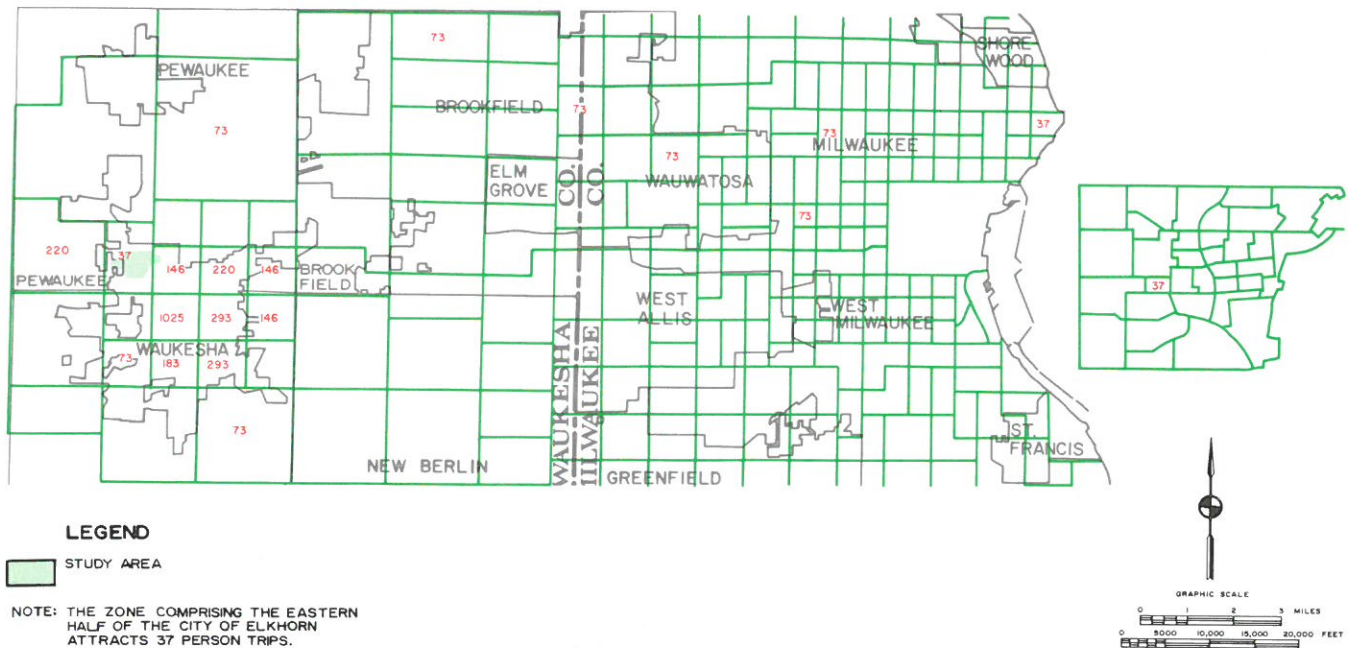 73
SHORE
WOOD
PEWAUKEE
BROOKFIELD
73
37
73
73
MILWAUKEE
73
ELM
GROVE
CO.
CO.
WAUWATOSA
73
220
37
146
220
146
BROOK
FIELD
PEWAUKEE
37
WEST
ALLIS
WEST
MILWAUKEE
1025
293
146
WAUKESHA
73
183
293
WAUKESHA
MILWAUKEE
73
NEW BERLIN
GREENFIELD
ST.
FRANCIS
LEGEND
STUDY AREA
NOTE: THE ZONE COMPRISING THE EASTERN
HALF OF THE CITY OF ELKHORN
ATTRACTS 37 PERSON TRIPS.
GRAPHIC SCALE
0 1 2 3 MILES
0 5000 10,000 15,000 20,000 FEET